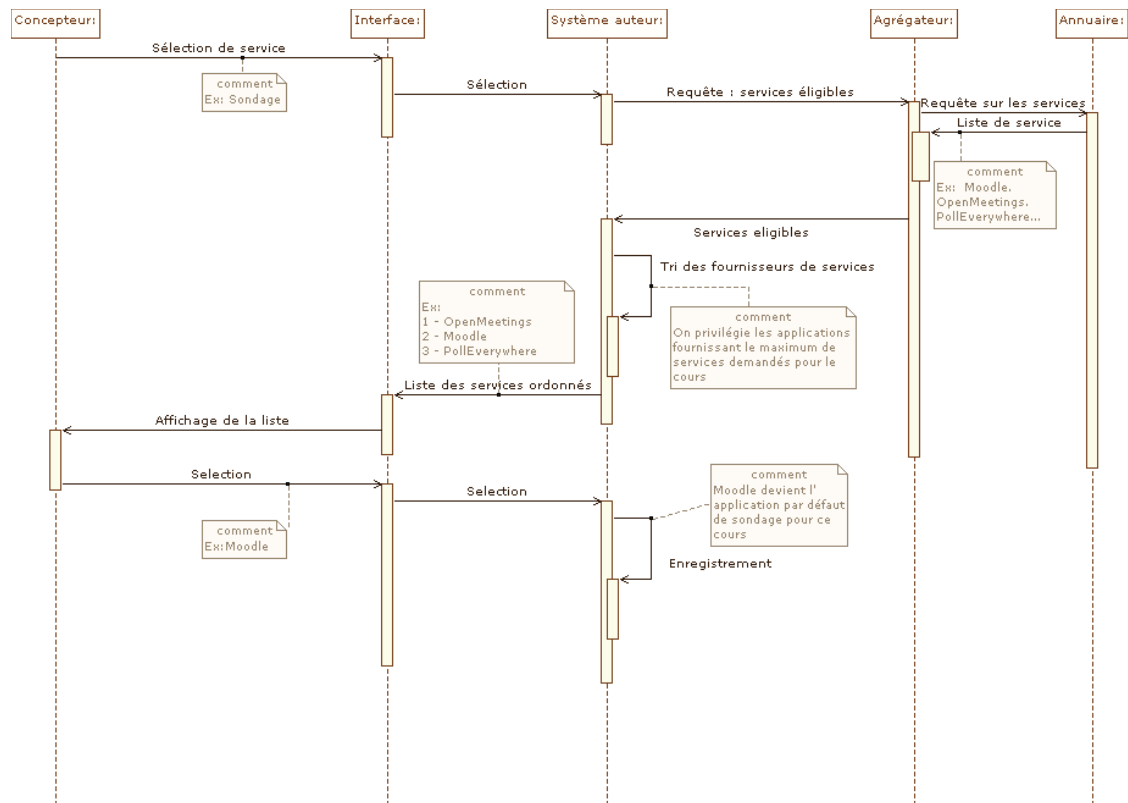 Concepteur:
Interface:
Système auteur:
Agrégateur:
Annuaire:
Sélection de service
comment
Ex: Sondage
Sélection
Requête : services éligibles
Requête sur les services
Liste de service
comment
Ex:  Moodle.
OpenMeetings.
PollEverywhere...
Services eligibles
Tri des fournisseurs de services
comment
Ex:
1 - OpenMeetings
2 - Moodle
3 - PollEverywhere
comment
On privilégie les applications
fournissant le maximum de
services demandés pour le
cours
Liste des services ordonnés
Affichage de la liste
Selection
comment
Ex:Moodle
Selection
comment
Moodle devient l'
application par défaut
de sondage pour ce
cours
Enregistrement